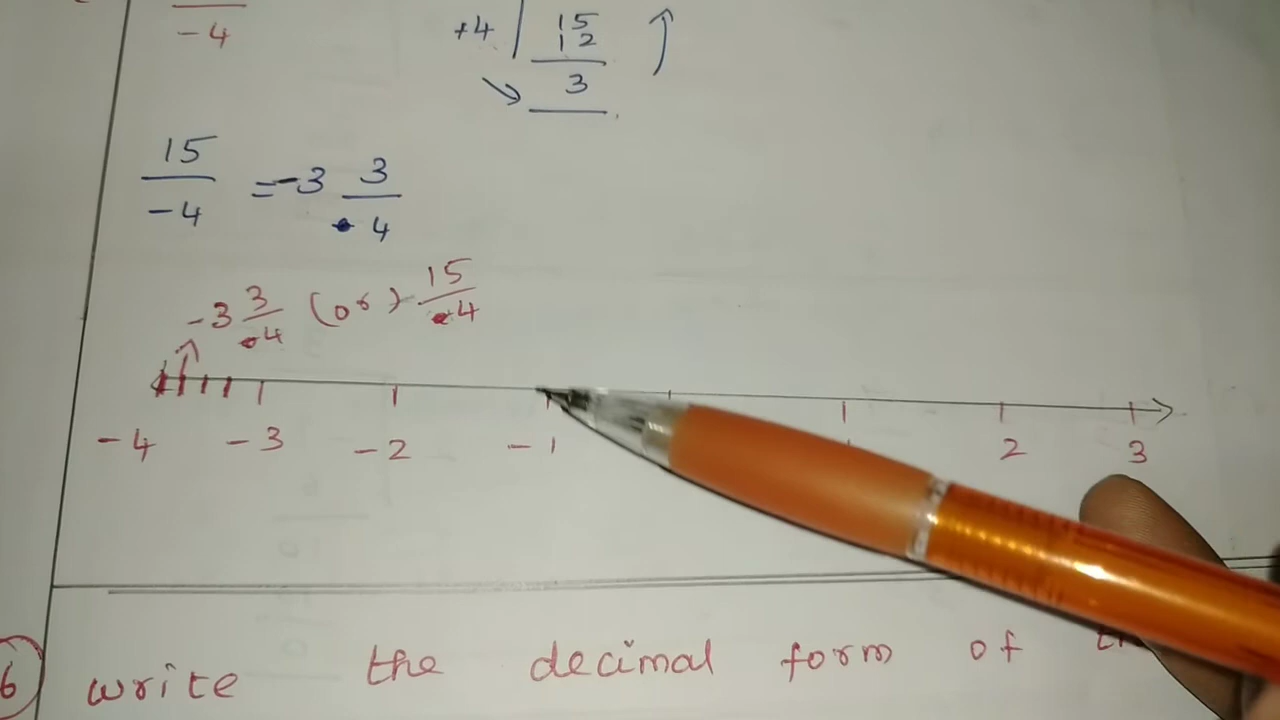 -4
+4 15
12
3
15
-4
= -3 3
4
-3 3/4 (or) -15/4
-4 -3 -2 -1 2 3
6 write the decimal form of